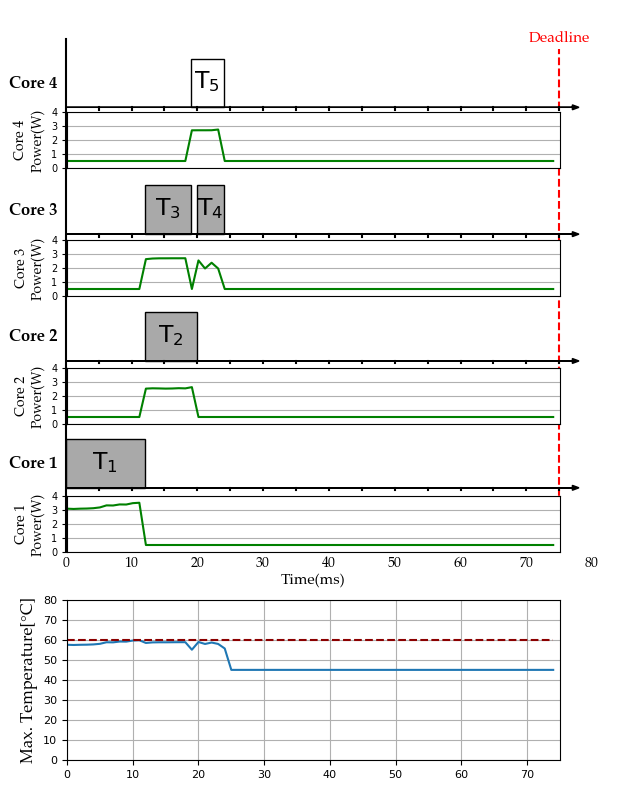 Deadline
Core 4
T5
Core 4
Power(W)
4
3
2
1
0
Core 3
T3
T4
Core 3
Power(W)
4
3
2
1
0
Core 2
T2
Core 2
Power(W)
4
3
2
1
0
Core 1
T1
Core 1
Power(W)
4
3
2
1
0
0 10 20 30 40 50 60 70 80
Time(ms)
Max. Temperature[°C]
80
70
60
50
40
30
20
10
0
0 10 20 30 40 50 60 70